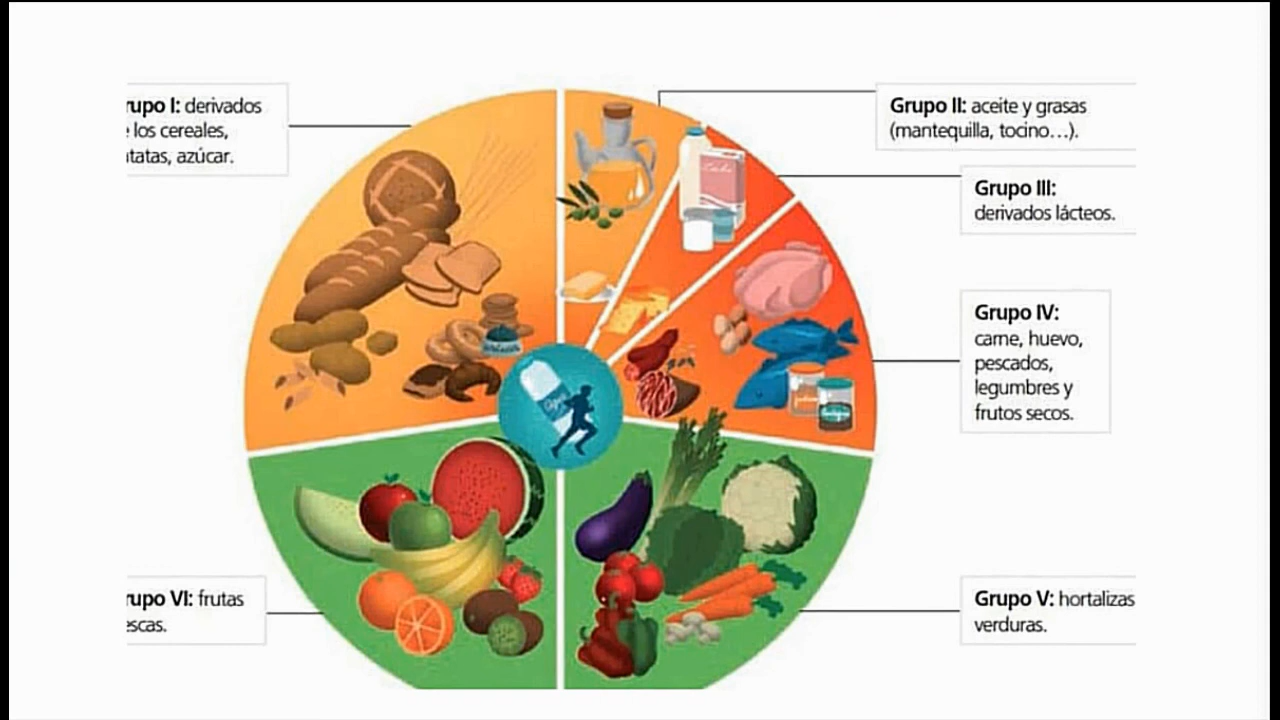 rupo I: derivados
e los cereales,
atatas, azúcar.
Grupo II: aceite y grasas
(mantequilla, tocino...).
Grupo III:
derivados lácteos.
Grupo IV:
carne, huevo,
pescados,
legumbres y
frutos secos.
rupo VI: frutas
escas.
Grupo V: hortalizas
verduras.